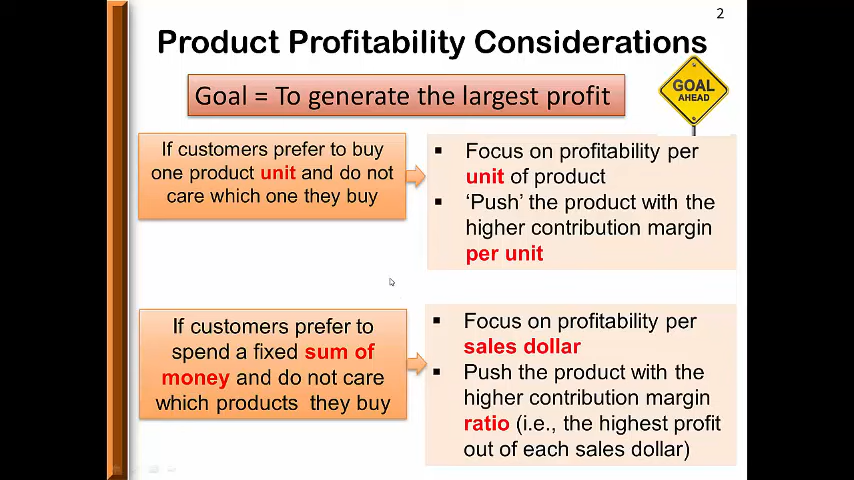 2
Product Profitability Considerations
Goal = To generate the largest profit
GOAL
AHEAD
If customers prefer to buy
one product unit and do not
care which one they buy
▪ Focus on profitability per
unit of product
▪ ‘Push’ the product with the
higher contribution margin
per unit
If customers prefer to
spend a fixed sum of
money and do not care
which products they buy
▪ Focus on profitability per
sales dollar
▪ Push the product with the
higher contribution margin
ratio (i.e., the highest profit
out of each sales dollar)